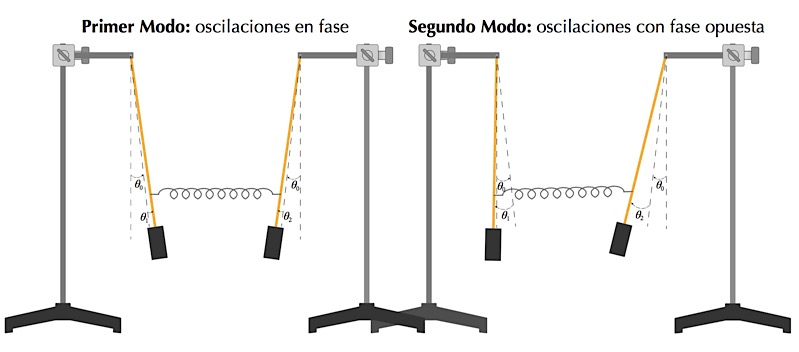 Primer Modo: oscilaciones en fase
Segundo Modo: oscilaciones con fase opuesta
θ₀
θ₀
θ₁
θ₂
θ₀
θ₀
θ₁
θ₂